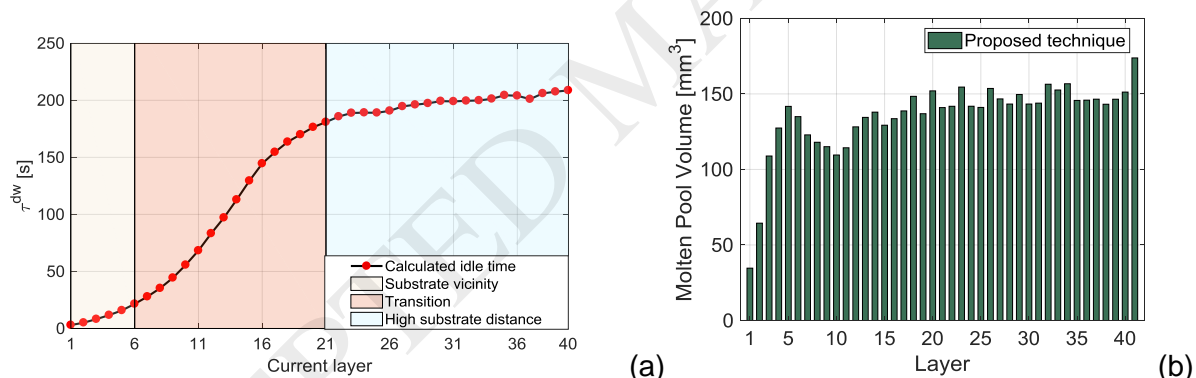 250
200
150
100
50
0
τ^dw [s]
1 6 11 16 21 26 31 36 40
Current layer
Calculated idle time
Substrate vicinity
Transition
High substrate distance
(a)
200
150
100
50
0
Molten Pool Volume [mm³]
1 5 10 15 20 25 30 35 40
Layer
Proposed technique
(b)
PTED MA